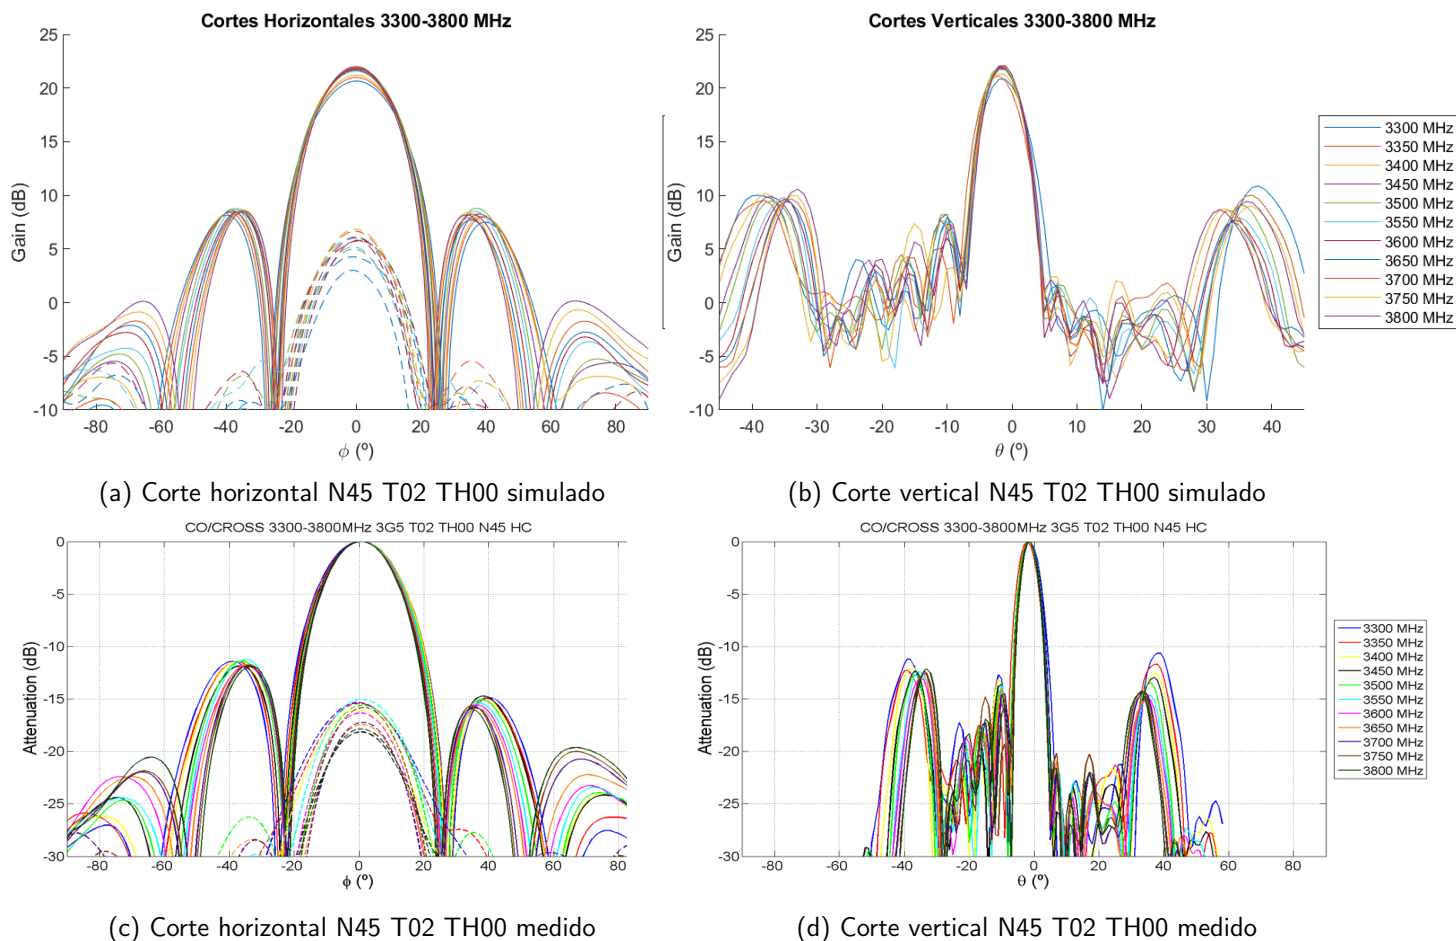 Cortes Horizontales 3300-3800 MHz
25
20
15
10
5
0
-5
-10
Gain (dB)
-80 -60 -40 -20 0 20 40 60 80
ϕ (º)
(a) Corte horizontal N45 T02 TH00 simulado
Cortes Verticales 3300-3800 MHz
25
20
15
10
5
0
-5
-10
Gain (dB)
-40 -30 -20 -10 0 10 20 30 40
θ (º)
3300 MHz
3350 MHz
3400 MHz
3450 MHz
3500 MHz
3550 MHz
3600 MHz
3650 MHz
3700 MHz
3750 MHz
3800 MHz
(b) Corte vertical N45 T02 TH00 simulado
CO/CROSS 3300-3800MHz 3G5 T02 TH00 N45 HC
0
-5
-10
-15
-20
-25
-30
Attenuation (dB)
-80 -60 -40 -20 0 20 40 60 80
ϕ (º)
(c) Corte horizontal N45 T02 TH00 medido
CO/CROSS 3300-3800MHz 3G5 T02 TH00 N45 HC
0
-5
-10
-15
-20
-25
-30
Attenuation (dB)
-80 -60 -40 -20 0 20 40 60 80
θ (º)
3300 MHz
3350 MHz
3400 MHz
3450 MHz
3500 MHz
3550 MHz
3600 MHz
3650 MHz
3700 MHz
3750 MHz
3800 MHz
(d) Corte vertical N45 T02 TH00 medido